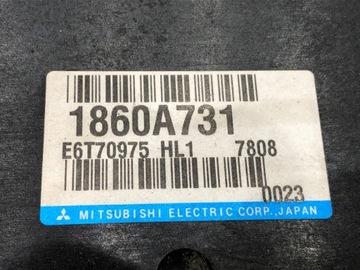 1860A731
E6T70975 HL1 7808
0023
MITSUBISHI ELECTRIC CORP., JAPAN